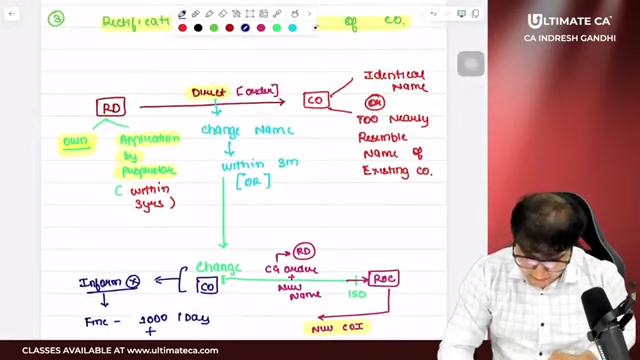 ③ Rectificati of CO.
ULTIMATE CA
CA INDRESH GANDHI
RD
Direct [order]
CO
Identical Name
OR
Too Nearly Resemble Name of Existing co.
own
Application by Proprietor
( within 3yrs )
change Name
within 3m
[OR]
Change
CO
Inform ⓧ
Fine - 1000 / Day
+
RD
CG order
+
New Name
15D
ROC
New COI
CLASSES AVAILABLE AT www.ultimateca.com